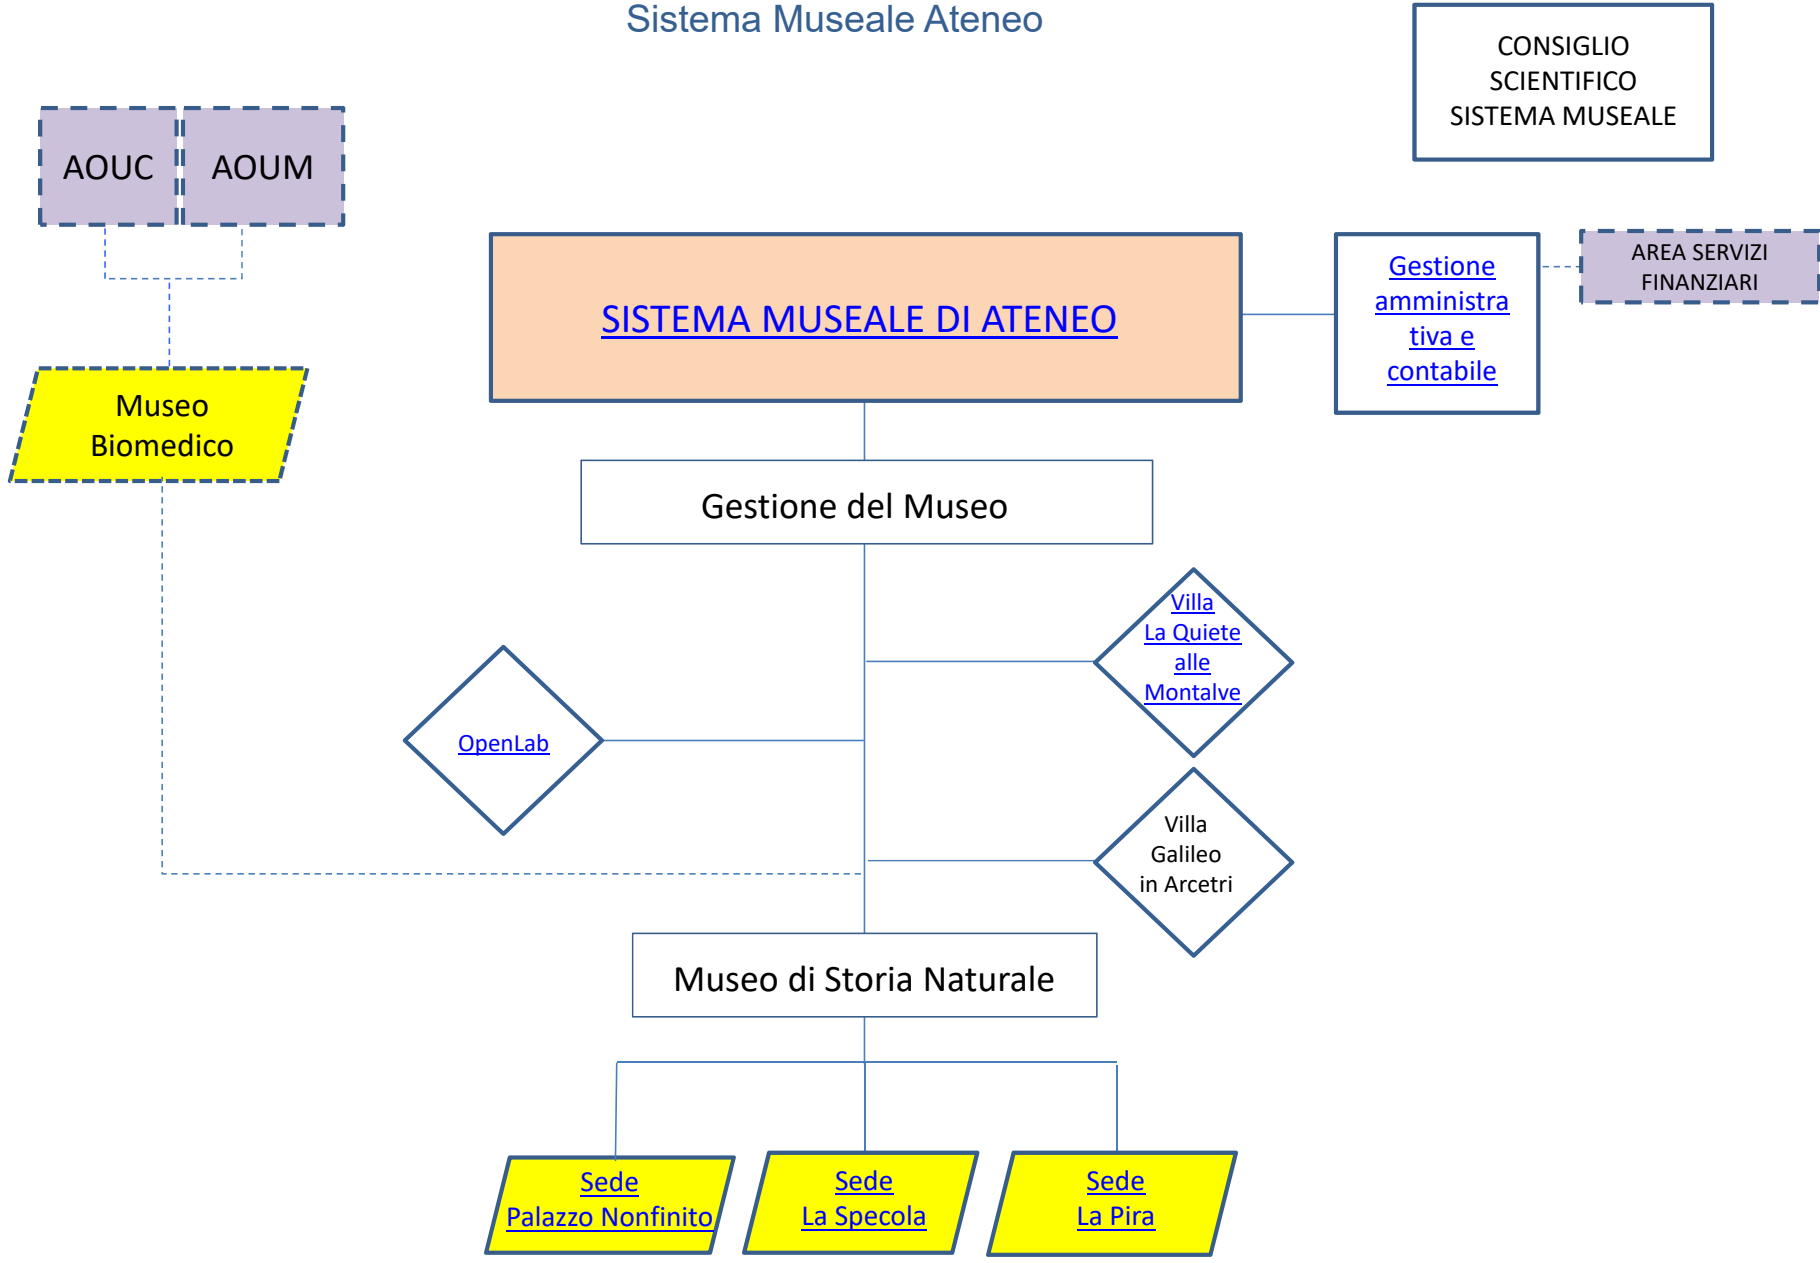 Sistema Museale Ateneo
CONSIGLIO
SCIENTIFICO
SISTEMA MUSEALE
AOUC
AOUM
SISTEMA MUSEALE DI ATENEO
Gestione
amministra
tiva e
contabile
AREA SERVIZI
FINANZIARI
Museo
Biomedico
Gestione del Museo
Villa
La Quiete
alle
Montalve
OpenLab
Villa
Galileo
in Arcetri
Museo di Storia Naturale
Sede
Palazzo Nonfinito
Sede
La Specola
Sede
La Pira